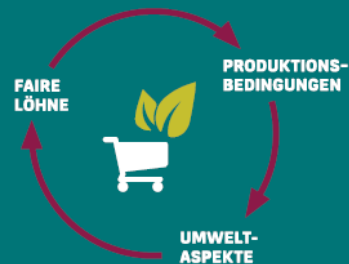 FAIRE
LÖHNE
PRODUKTIONS-
BEDINGUNGEN
UMWELT-
ASPEKTE